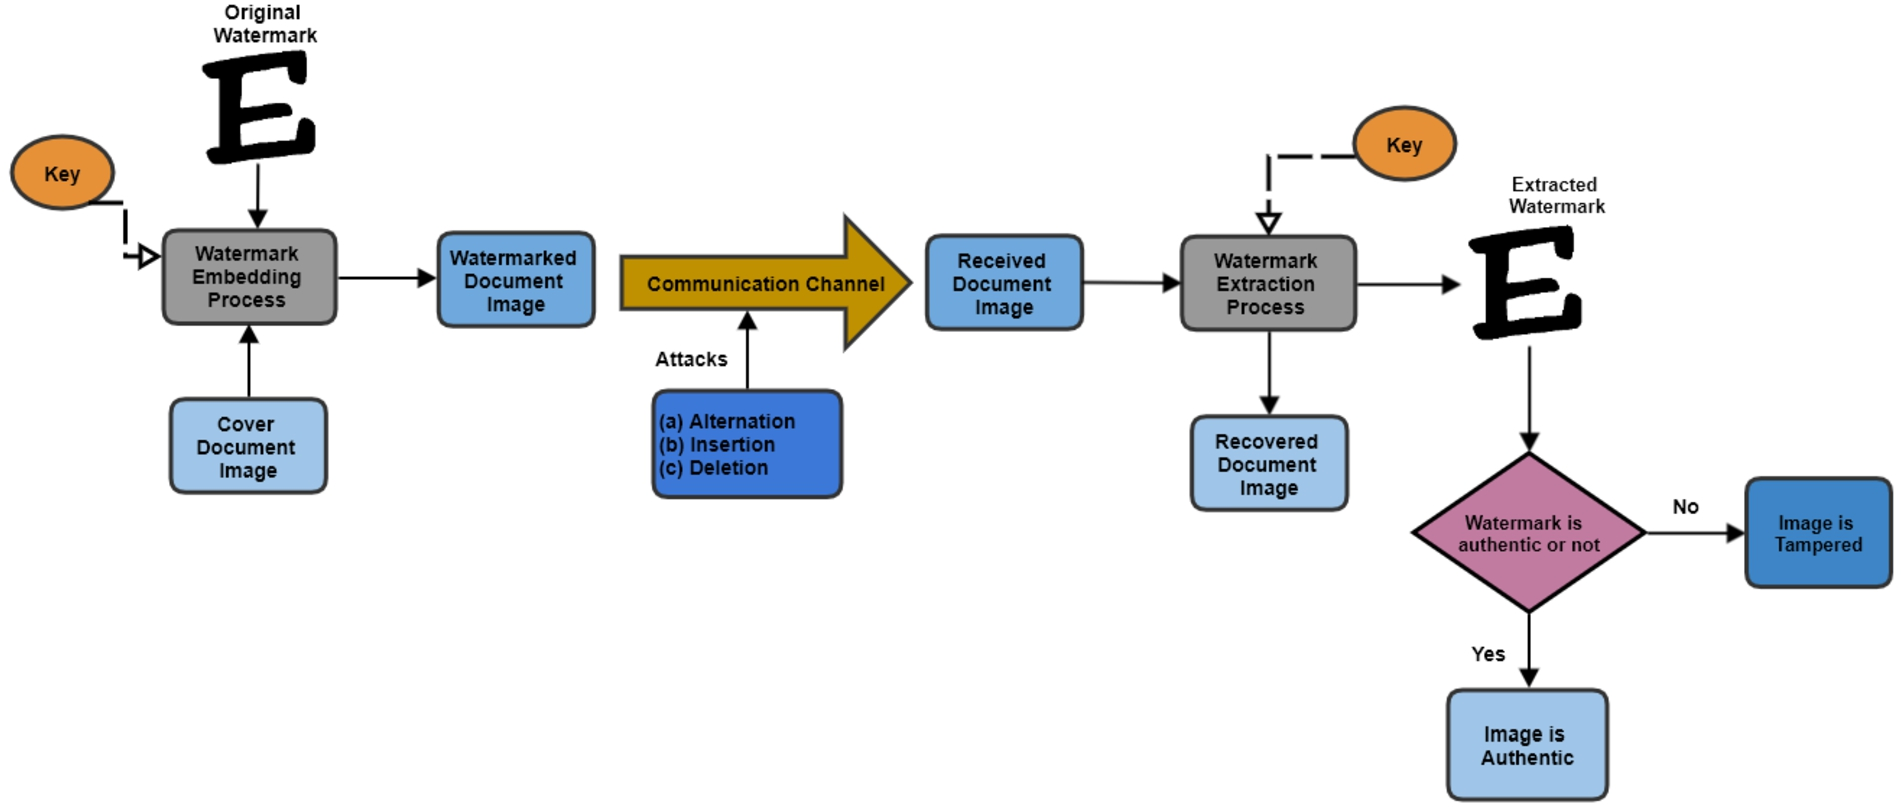 Original
Watermark
E
Key
Watermark
Embedding
Process
Cover
Document
Image
Watermarked
Document
Image
Communication Channel
Attacks
(a) Alternation
(b) Insertion
(c) Deletion
Received
Document
Image
Key
Watermark
Extraction
Process
Recovered
Document
Image
Extracted
Watermark
E
Watermark is
authentic or not
No
Image is
Tampered
Yes
Image is
Authentic